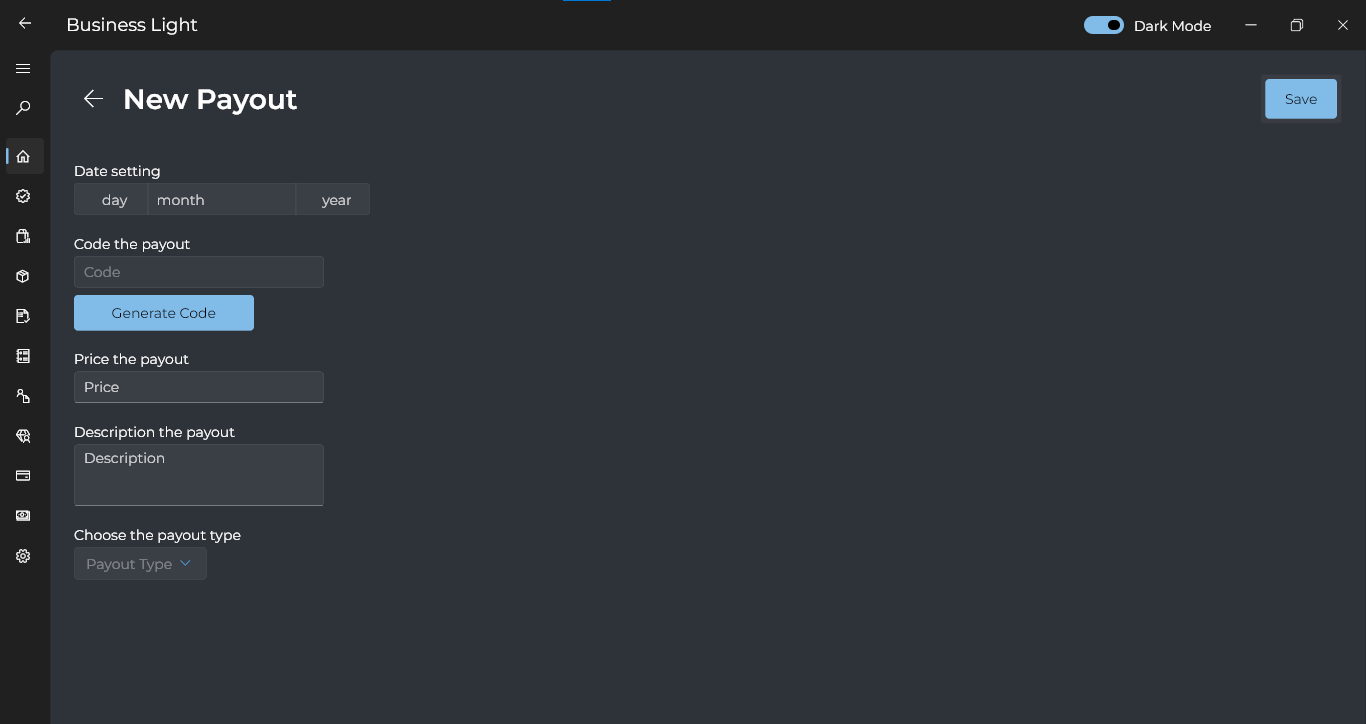 Business Light
Dark Mode
New Payout
Save
Date setting
day month year
Code the payout
Code
Generate Code
Price the payout
Price
Description the payout
Description
Choose the payout type
Payout Type